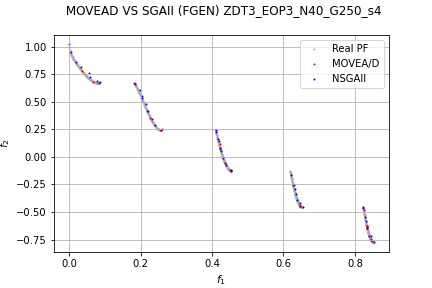 MOVEAD VS SGAII (FGEN) ZDT3_EOP3_N40_G250_s4
Real PF
MOVEA/D
NSGAII
1.00
0.75
0.50
0.25
0.00
−0.25
−0.50
−0.75
f2
0.0 0.2 0.4 0.6 0.8
f1